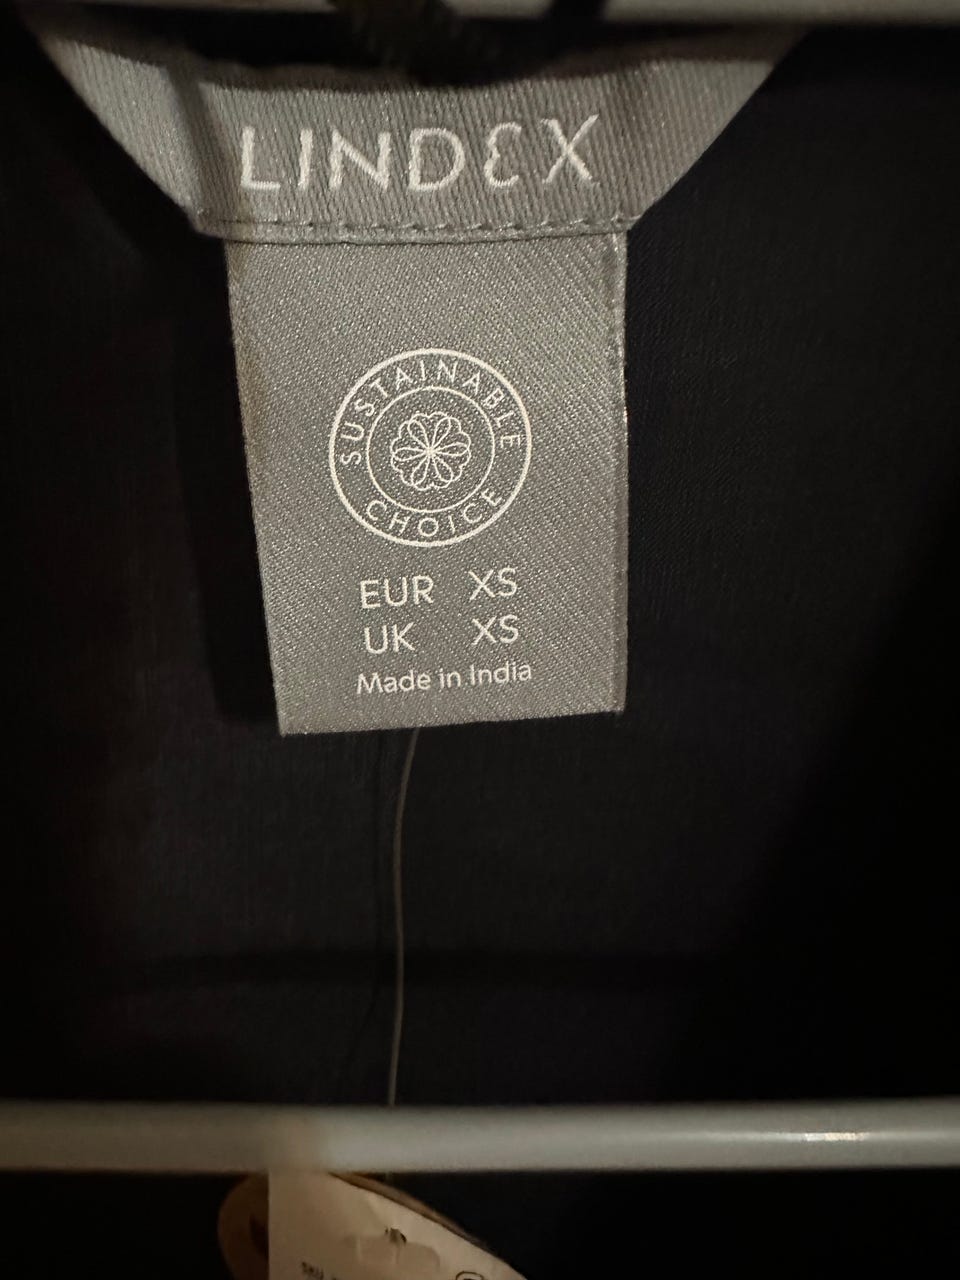 LINDEX
SUSTAINABLE
CHOICE
EUR XS
UK XS
Made in India